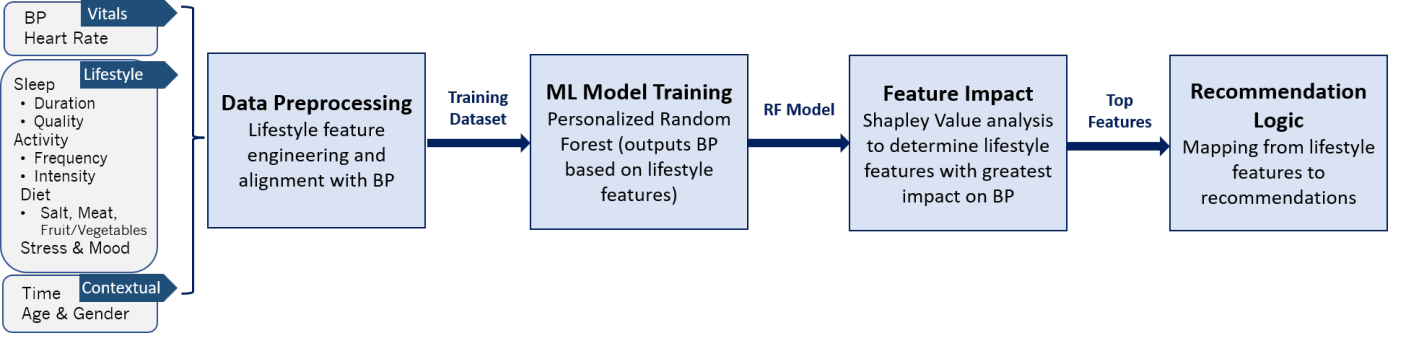 Vitals
BP
Heart Rate
Lifestyle
Sleep
• Duration
• Quality
Activity
• Frequency
• Intensity
Diet
• Salt, Meat,
Fruit/Vegetables
Stress & Mood
Contextual
Time
Age & Gender
Data Preprocessing
Lifestyle feature
engineering and
alignment with BP
Training
Dataset
ML Model Training
Personalized Random
Forest (outputs BP
based on lifestyle
features)
RF Model
Feature Impact
Shapley Value analysis
to determine lifestyle
features with greatest
impact on BP
Top
Features
Recommendation
Logic
Mapping from lifestyle
features to
recommendations